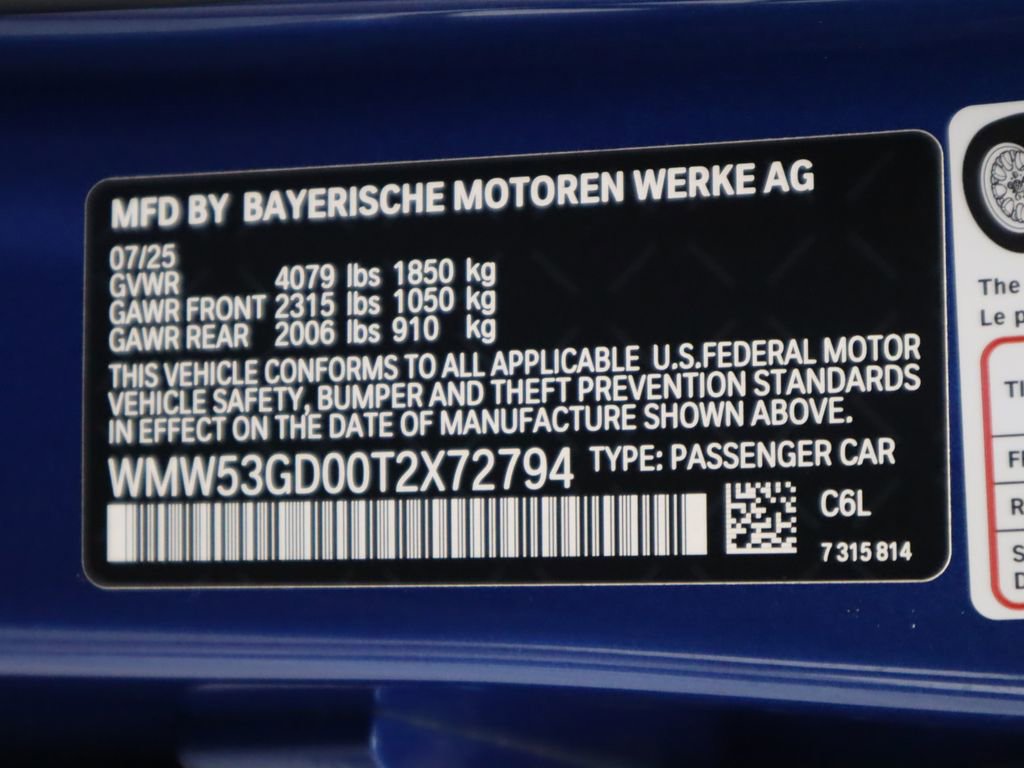 MFD BY BAYERISCHE MOTOREN WERKE AG
07/25
GVWR 4079 lbs 1850 kg
GAWR FRONT 2315 lbs 1050 kg
GAWR REAR 2006 lbs 910 kg
THIS VEHICLE CONFORMS TO ALL APPLICABLE U.S.FEDERAL MOTOR
VEHICLE SAFETY, BUMPER AND THEFT PREVENTION STANDARDS
IN EFFECT ON THE DATE OF MANUFACTURE SHOWN ABOVE.
WMW53GD00T2X72794 TYPE: PASSENGER CAR
C6L
7 315 814
The
Le